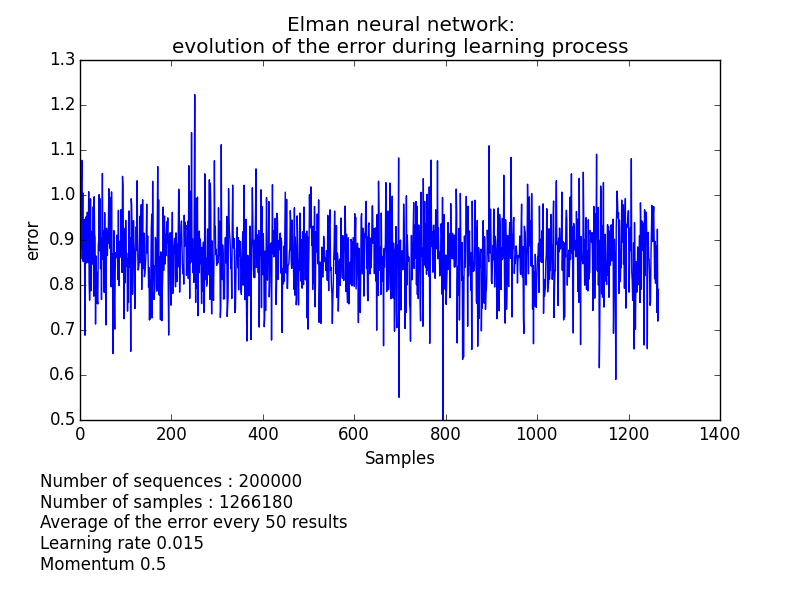 Elman neural network:
evolution of the error during learning process
1.3
1.2
1.1
1.0
0.9
0.8
0.7
0.6
0.5
error
0 200 400 600 800 1000 1200 1400
Samples
Number of sequences : 200000
Number of samples : 1266180
Average of the error every 50 results
Learning rate 0.015
Momentum 0.5